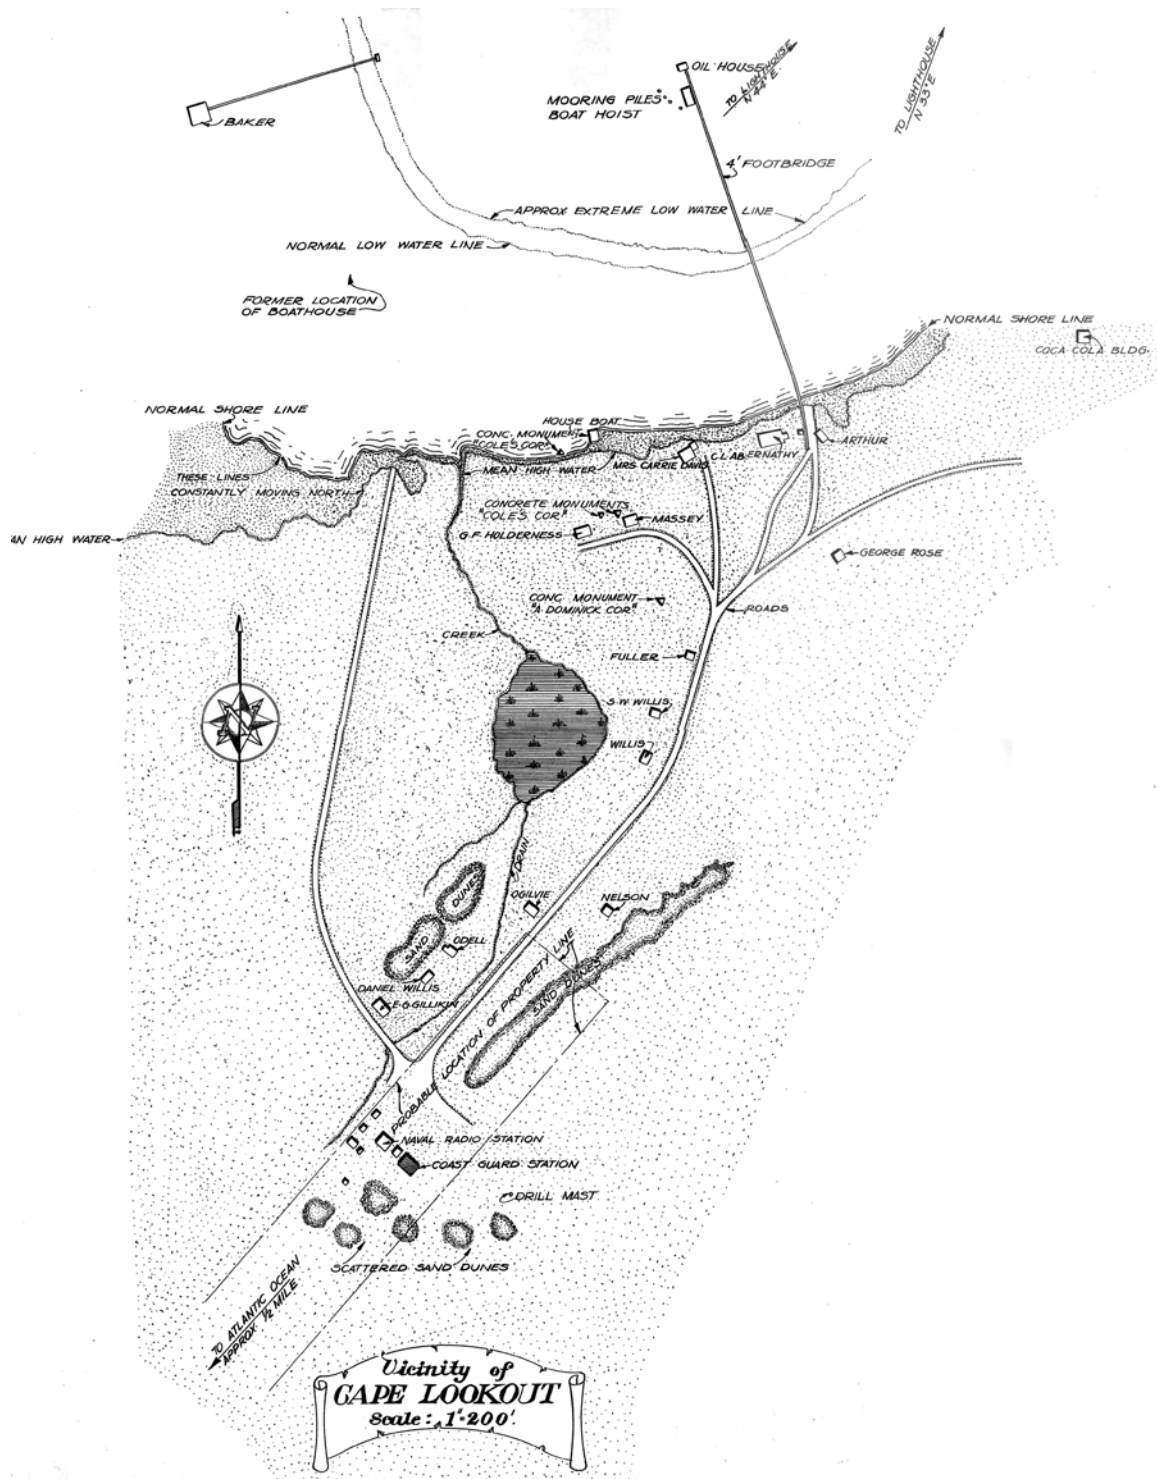 OIL HOUSE
TO LIGHTHOUSE
N 44° E.
TO LIGHTHOUSE
N 33° E
MOORING PILES
BOAT HOIST
BAKER
4' FOOTBRIDGE
APPROX EXTREME LOW WATER LINE
NORMAL LOW WATER LINE
FORMER LOCATION
OF BOATHOUSE
NORMAL SHORE LINE
COCA COLA BLDG.
NORMAL SHORE LINE
HOUSE BOAT
CONC. MONUMENT
"COLE'S COR."
ARTHUR
C.L. ABERNATHY
MRS CARRIE DAVIS
MEAN HIGH WATER
THESE LINES
CONSTANTLY MOVING NORTH
CONCRETE MONUMENTS
"COLE'S COR."
MASSEY
G.F. HOLDERNESS
AN HIGH WATER
GEORGE ROSE
CONC. MONUMENT
"A. DOMINICK COR."
ROADS
CREEK
FULLER
S. W. WILLIS
N
WILLIS
DRAIN
DUNES
SAND
OGILVIE
NELSON
ODELL
DANIEL WILLIS
E. G. GILLIKIN
PROBABLE LOCATION OF PROPERTY LINE
SAND DUNES
NAVAL RADIO STATION
COAST GUARD STATION
DRILL MAST
SCATTERED SAND DUNES
TO ATLANTIC OCEAN
APPROX. 1/2 MILE
Vicinity of
CAPE LOOKOUT
Scale: 1"=200'.